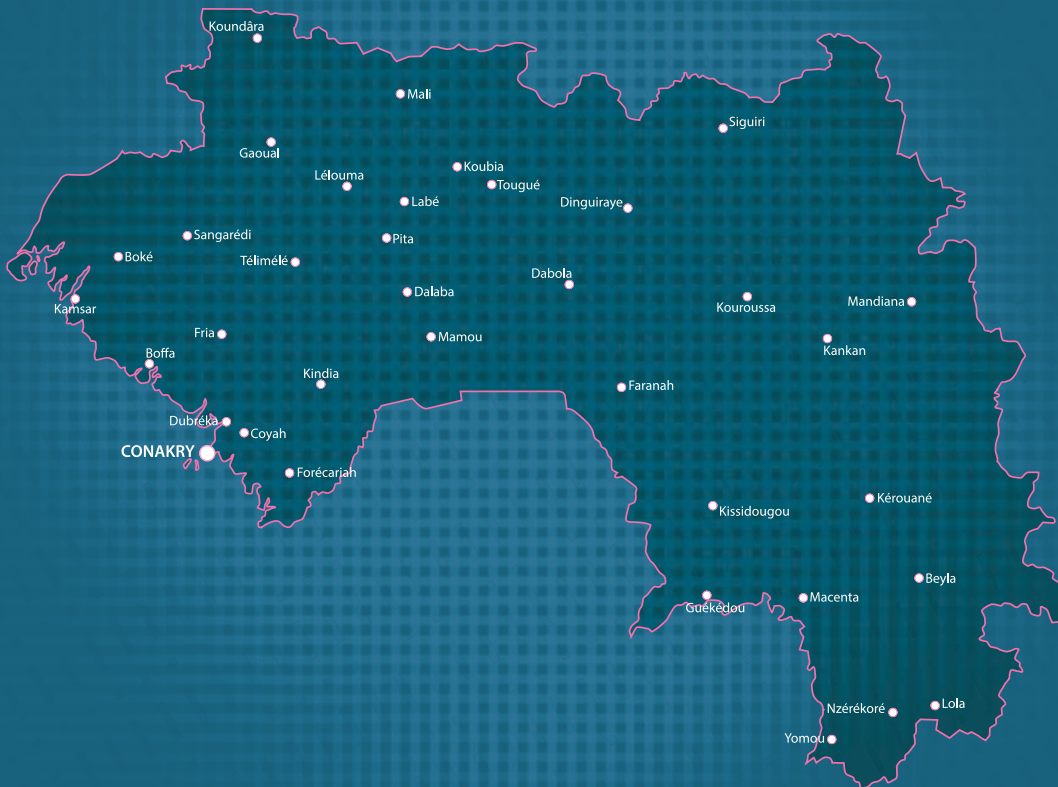 Koundâra
Mali
Siguiri
Gaoual
Koubia
Lélouma
Tougué
Labé
Dinguiraye
Sangarédi
Pita
Boké
Télimélé
Dabola
Dalaba
Kouroussa
Mandiana
Kamsar
Fria
Mamou
Boffa
Kankan
Kindia
Faranah
Dubréka
Coyah
CONAKRY
Forécariah
Kérouané
Kissidougou
Beyla
Macenta
Guékédou
Lola
Nzérékoré
Yomou